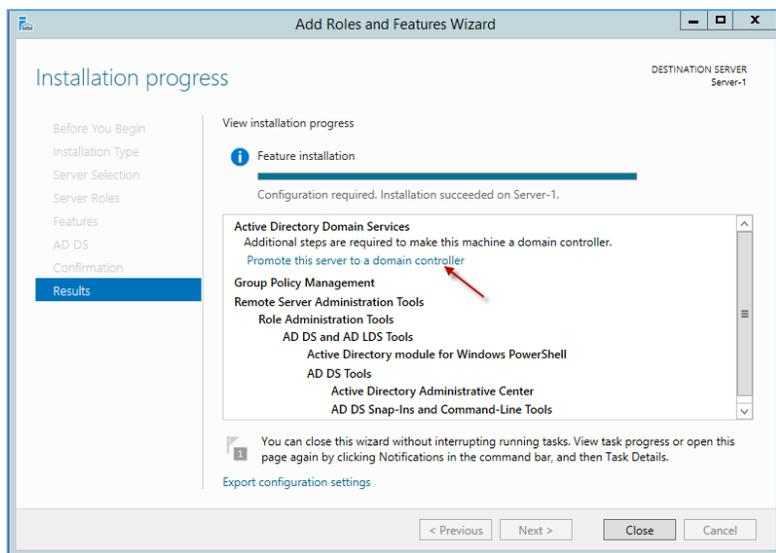 Add Roles and Features Wizard
Installation progress
DESTINATION SERVER
Server-1
Before You Begin
Installation Type
Server Selection
Server Roles
Features
AD DS
Confirmation
Results
View installation progress
Feature installation
Configuration required. Installation succeeded on Server-1.
Active Directory Domain Services
Additional steps are required to make this machine a domain controller.
Promote this server to a domain controller
Group Policy Management
Remote Server Administration Tools
Role Administration Tools
AD DS and AD LDS Tools
Active Directory module for Windows PowerShell
AD DS Tools
Active Directory Administrative Center
AD DS Snap-Ins and Command-Line Tools
1
You can close this wizard without interrupting running tasks. View task progress or open this
page again by clicking Notifications in the command bar, and then Task Details.
Export configuration settings
< Previous
Next >
Close
Cancel